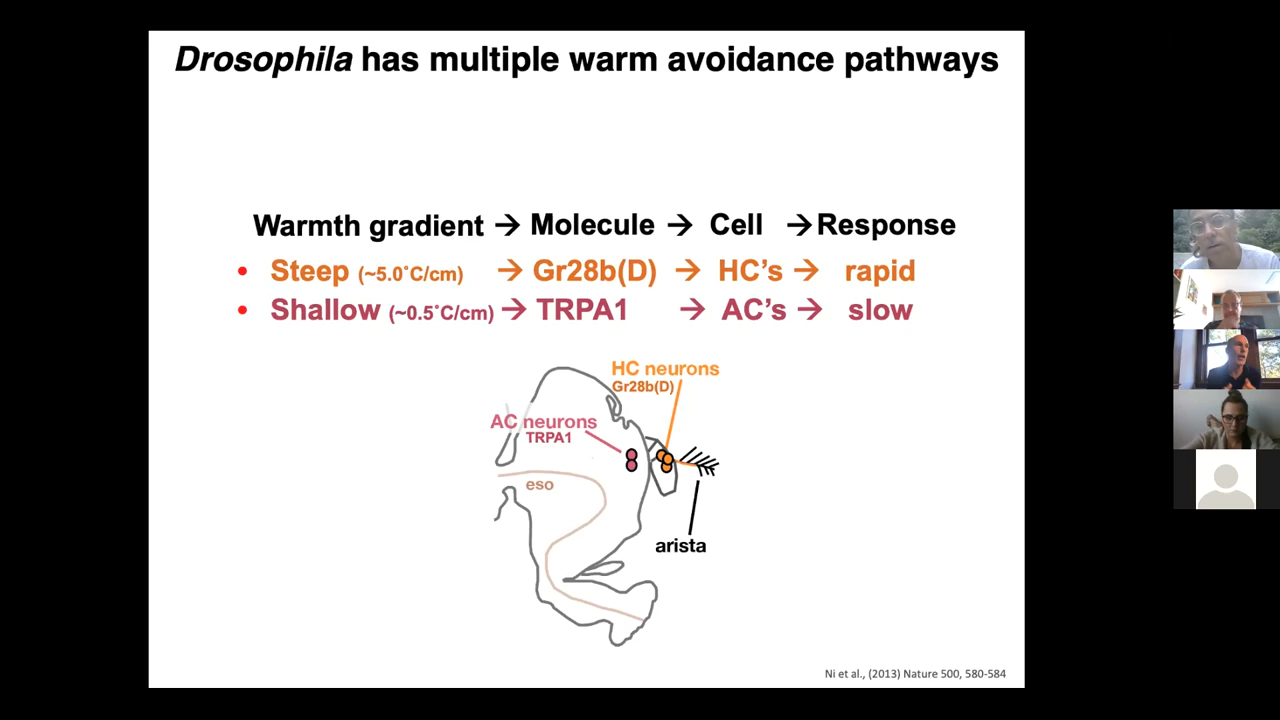 Drosophila has multiple warm avoidance pathways
Warmth gradient → Molecule → Cell → Response
• Steep (~5.0˚C/cm) → Gr28b(D) → HC's → rapid
• Shallow (~0.5˚C/cm) → TRPA1 → AC's → slow
HC neurons
Gr28b(D)
AC neurons
TRPA1
eso
arista
Ni et al., (2013) Nature 500, 580-584